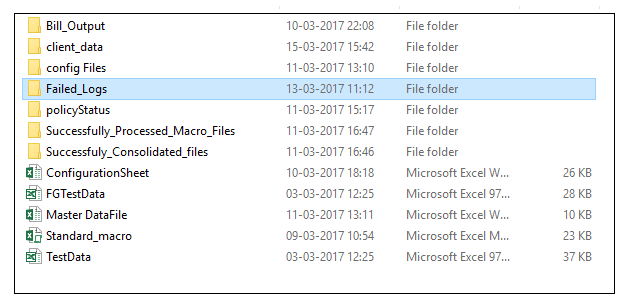 Bill_Output 10-03-2017 22:08 File folder
client_data 15-03-2017 15:42 File folder
config Files 11-03-2017 13:10 File folder
Failed_Logs 13-03-2017 11:12 File folder
policyStatus 11-03-2017 15:17 File folder
Successfully_Processed_Macro_Files 11-03-2017 16:47 File folder
Successfuly_Consolidated_files 11-03-2017 16:46 File folder
ConfigurationSheet 10-03-2017 18:18 Microsoft Excel W... 26 KB
FGTestData 03-03-2017 12:25 Microsoft Excel 97... 28 KB
Master DataFile 11-03-2017 13:11 Microsoft Excel W... 10 KB
Standard_macro 09-03-2017 10:54 Microsoft Excel M... 23 KB
TestData 03-03-2017 12:25 Microsoft Excel 97... 37 KB